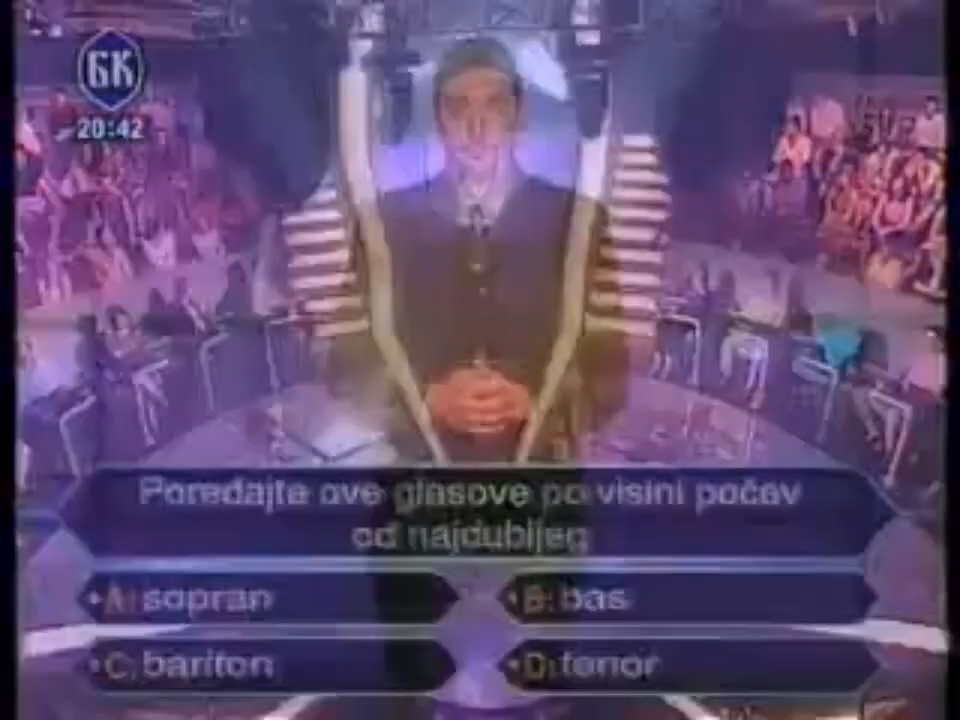 БК
20:42
Poredajte ove glasove po visini počev
od najdubljeg
A: sopran
B: bas
C: bariton
D: tenor